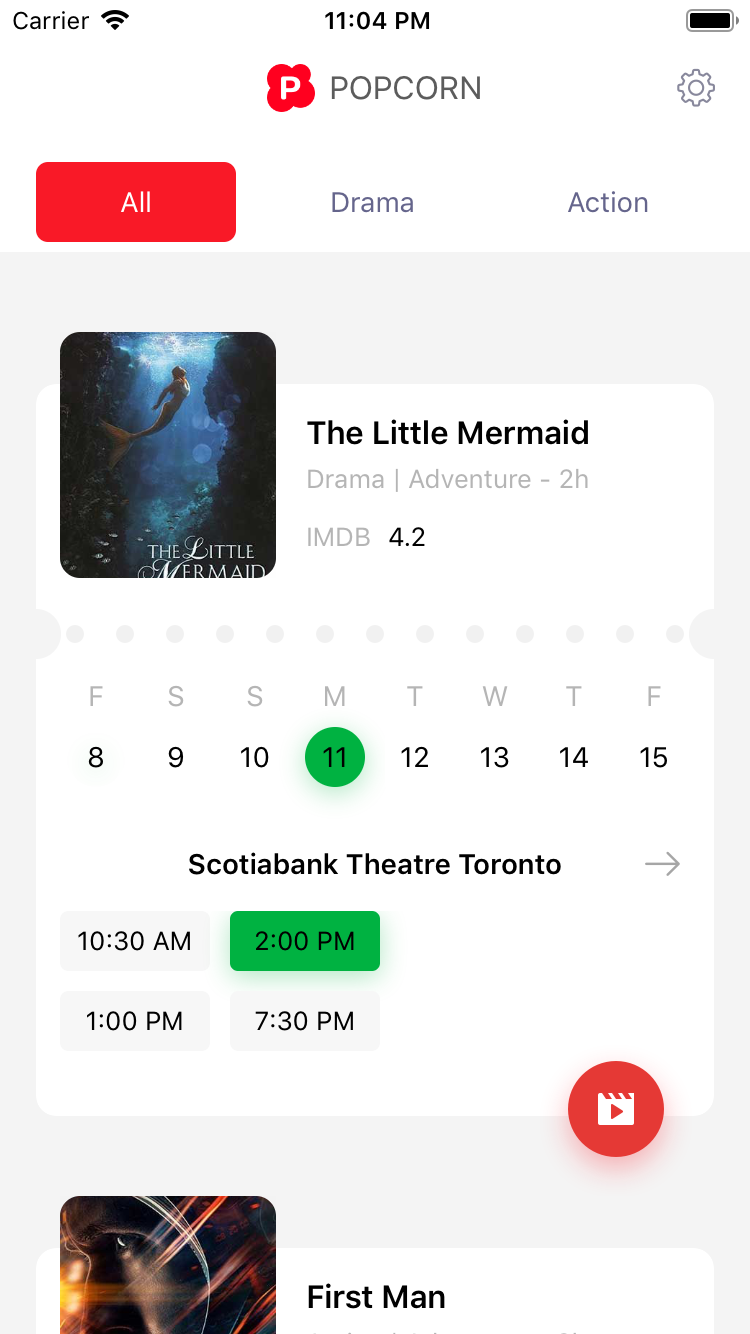 Carrier 11:04 PM
P POPCORN
All Drama Action
THE LITTLE
MERMAID
The Little Mermaid
Drama | Adventure - 2h
IMDB 4.2
F S S M T W T F
8 9 10 11 12 13 14 15
Scotiabank Theatre Toronto
10:30 AM 2:00 PM
1:00 PM 7:30 PM
First Man